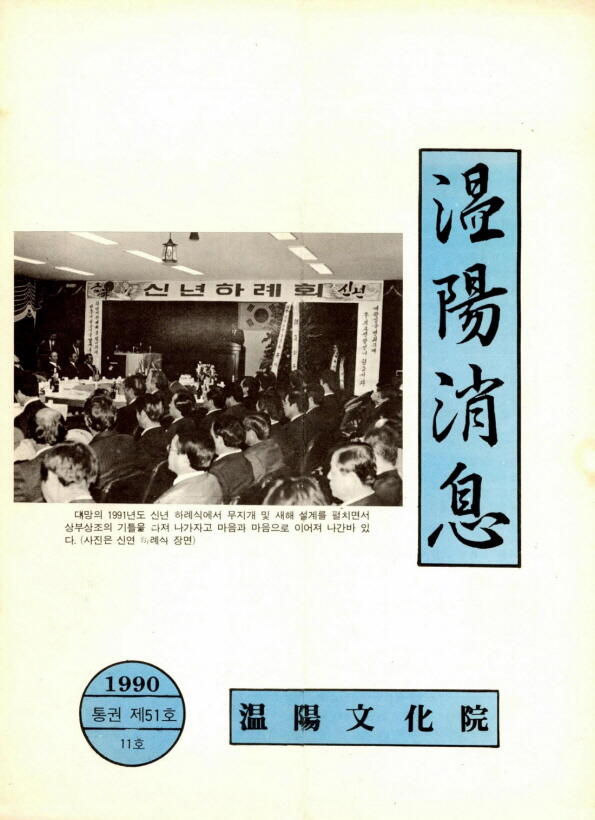 温陽消息
신년하례회
신년
대망의 1991년도 신년 하례식에서 무지개 및 새해 설계를 펼치면서
상부상조의 기틀을 다져 나가자고 마음과 마음으로 이어져 나간바 있
다. (사진은 신연 하례식 장면)
1990
통권 제51호
11호
温陽文化院